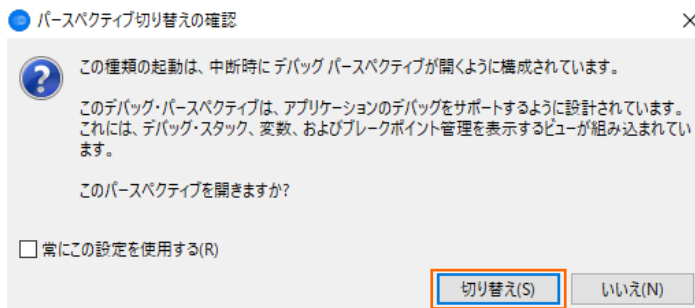 パースペクティブ切り替えの確認
この種類の起動は、中断時に デバッグ パースペクティブが開くように構成されています。
このデバッグ・パースペクティブは、アプリケーションのデバッグをサポートするように設計されています。
これには、デバッグ・スタック、変数、およびブレークポイント管理を表示するビューが組み込まれてい
ます。
このパースペクティブを開きますか?
常にこの設定を使用する(R)
切り替え(S)
いいえ(N)